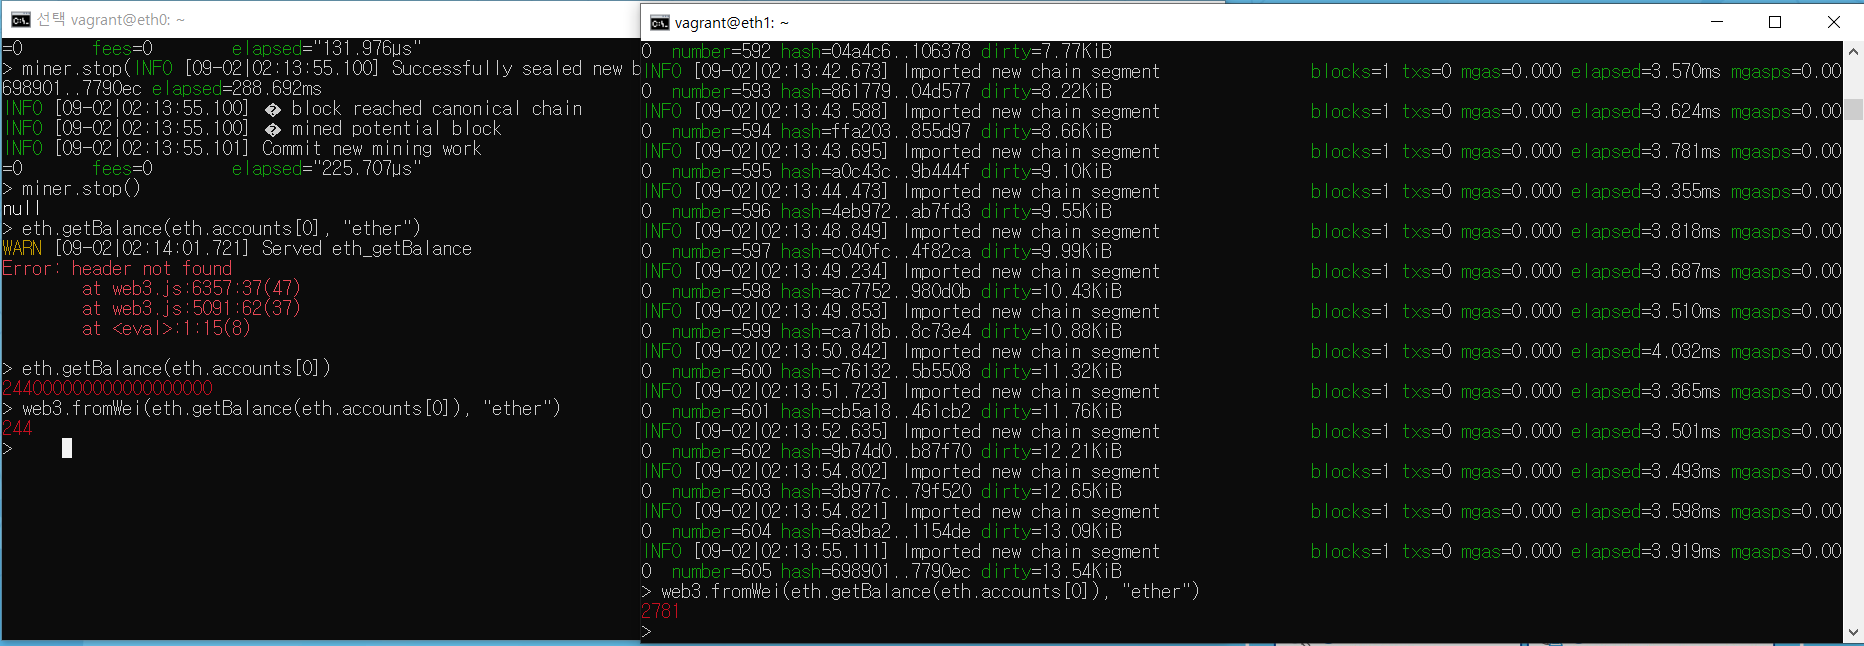 선택 vagrant@eth0: ~
=0 fees=0 elapsed="131.976µs"
> miner.stop(INFO [09-02|02:13:55.100] Successfully sealed new b
698901..7790ec elapsed=288.692ms
INFO [09-02|02:13:55.100] � block reached canonical chain
INFO [09-02|02:13:55.100] � mined potential block
INFO [09-02|02:13:55.101] Commit new mining work
=0 fees=0 elapsed="225.707µs"
> miner.stop()
null
> eth.getBalance(eth.accounts[0], "ether")
WARN [09-02|02:14:01.721] Served eth_getBalance
Error: header not found
at web3.js:6357:37(47)
at web3.js:5091:62(37)
at <eval>:1:15(8)
> eth.getBalance(eth.accounts[0])
244000000000000000000
> web3.fromWei(eth.getBalance(eth.accounts[0]), "ether")
244
>
vagrant@eth1: ~
0 number=592 hash=04a4c6..106378 dirty=7.77KiB
INFO [09-02|02:13:42.673] Imported new chain segment blocks=1 txs=0 mgas=0.000 elapsed=3.570ms mgasps=0.00
0 number=593 hash=861779..04d577 dirty=8.22KiB
INFO [09-02|02:13:43.588] Imported new chain segment blocks=1 txs=0 mgas=0.000 elapsed=3.624ms mgasps=0.00
0 number=594 hash=ffa203..855d97 dirty=8.66KiB
INFO [09-02|02:13:43.695] Imported new chain segment blocks=1 txs=0 mgas=0.000 elapsed=3.781ms mgasps=0.00
0 number=595 hash=a0c43c..9b444f dirty=9.10KiB
INFO [09-02|02:13:44.473] Imported new chain segment blocks=1 txs=0 mgas=0.000 elapsed=3.355ms mgasps=0.00
0 number=596 hash=4eb972..ab7fd3 dirty=9.55KiB
INFO [09-02|02:13:48.849] Imported new chain segment blocks=1 txs=0 mgas=0.000 elapsed=3.818ms mgasps=0.00
0 number=597 hash=c040fc..4f82ca dirty=9.99KiB
INFO [09-02|02:13:49.234] Imported new chain segment blocks=1 txs=0 mgas=0.000 elapsed=3.687ms mgasps=0.00
0 number=598 hash=ac7752..980d0b dirty=10.43KiB
INFO [09-02|02:13:49.853] Imported new chain segment blocks=1 txs=0 mgas=0.000 elapsed=3.510ms mgasps=0.00
0 number=599 hash=ca718b..8c73e4 dirty=10.88KiB
INFO [09-02|02:13:50.842] Imported new chain segment blocks=1 txs=0 mgas=0.000 elapsed=4.032ms mgasps=0.00
0 number=600 hash=c76132..5b5508 dirty=11.32KiB
INFO [09-02|02:13:51.723] Imported new chain segment blocks=1 txs=0 mgas=0.000 elapsed=3.365ms mgasps=0.00
0 number=601 hash=cb5a18..461cb2 dirty=11.76KiB
INFO [09-02|02:13:52.635] Imported new chain segment blocks=1 txs=0 mgas=0.000 elapsed=3.501ms mgasps=0.00
0 number=602 hash=9b74d0..b87f70 dirty=12.21KiB
INFO [09-02|02:13:54.802] Imported new chain segment blocks=1 txs=0 mgas=0.000 elapsed=3.493ms mgasps=0.00
0 number=603 hash=3b977c..79f520 dirty=12.65KiB
INFO [09-02|02:13:54.821] Imported new chain segment blocks=1 txs=0 mgas=0.000 elapsed=3.598ms mgasps=0.00
0 number=604 hash=6a9ba2..1154de dirty=13.09KiB
INFO [09-02|02:13:55.111] Imported new chain segment blocks=1 txs=0 mgas=0.000 elapsed=3.919ms mgasps=0.00
0 number=605 hash=698901..7790ec dirty=13.54KiB
> web3.fromWei(eth.getBalance(eth.accounts[0]), "ether")
2781
>